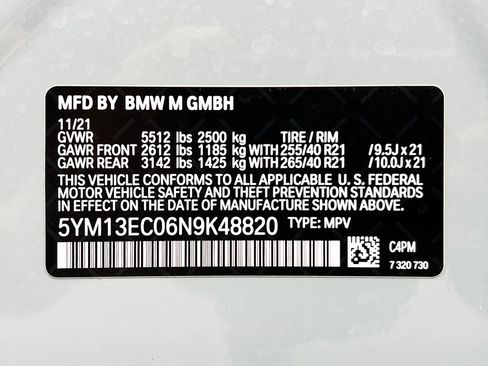 MFD BY BMW M GMBH
11/21
GVWR 5512 lbs 2500 kg TIRE / RIM
GAWR FRONT 2612 lbs 1185 kg WITH 255/40 R21 /9.5J x 21
GAWR REAR 3142 lbs 1425 kg WITH 265/40 R21 /10.0J x 21
THIS VEHICLE CONFORMS TO ALL APPLICABLE U. S. FEDERAL
MOTOR VEHICLE SAFETY AND THEFT PREVENTION STANDARDS
IN EFFECT ON THE DATE OF MANUFACTURE SHOWN ABOVE.
5YM13EC06N9K48820 TYPE: MPV
C4PM
7 320 730